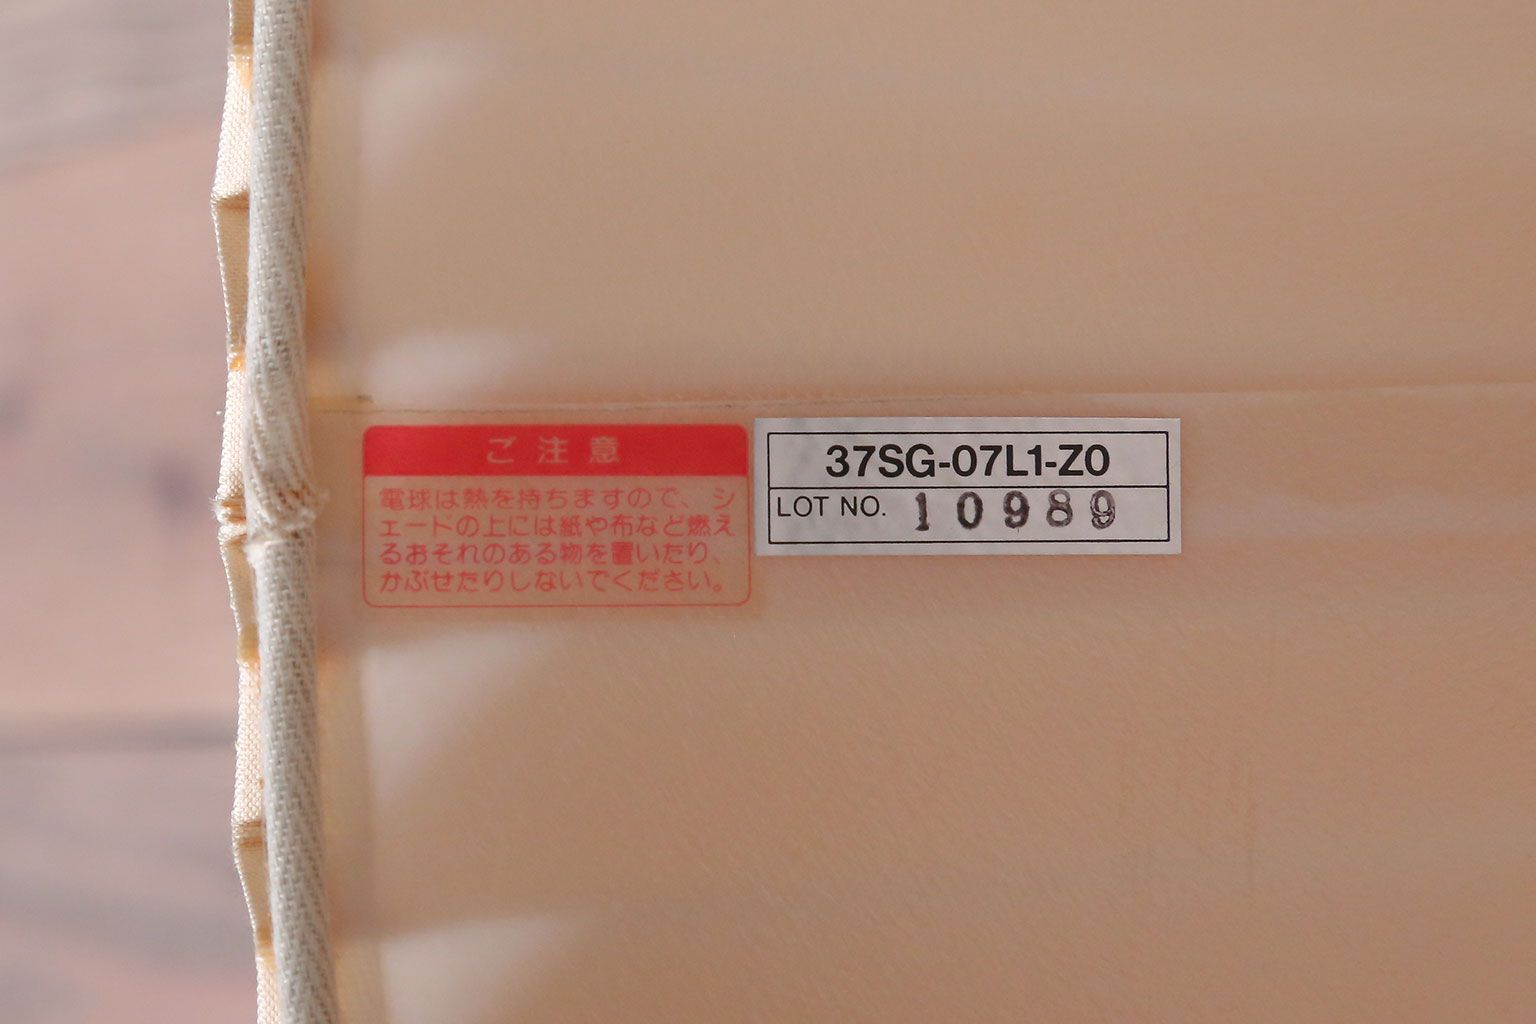 ご注意
電球は熱を持ちますので、シ
ェードの上には紙や布など燃え
るおそれのある物を置いたり、
かぶせたりしないでください。
37SG-07L1-Z0
LOT NO. 10989